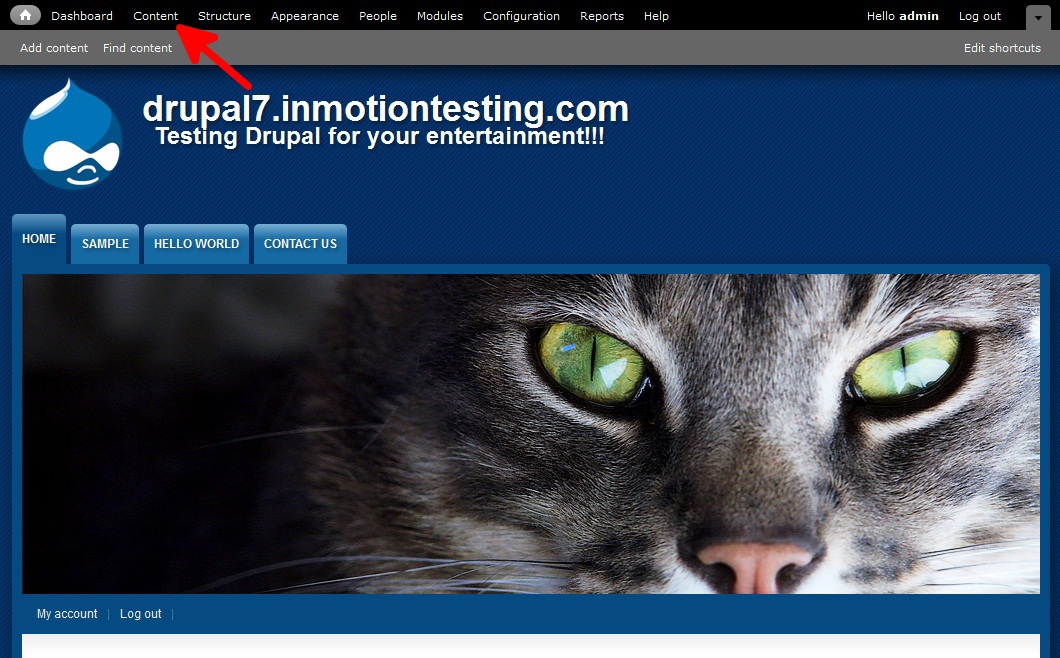 Dashboard Content Structure Appearance People Modules Configuration Reports Help Hello admin Log out
Add content Find content Edit shortcuts
drupal7.inmotiontesting.com
Testing Drupal for your entertainment!!!
HOME SAMPLE HELLO WORLD CONTACT US
My account | Log out |